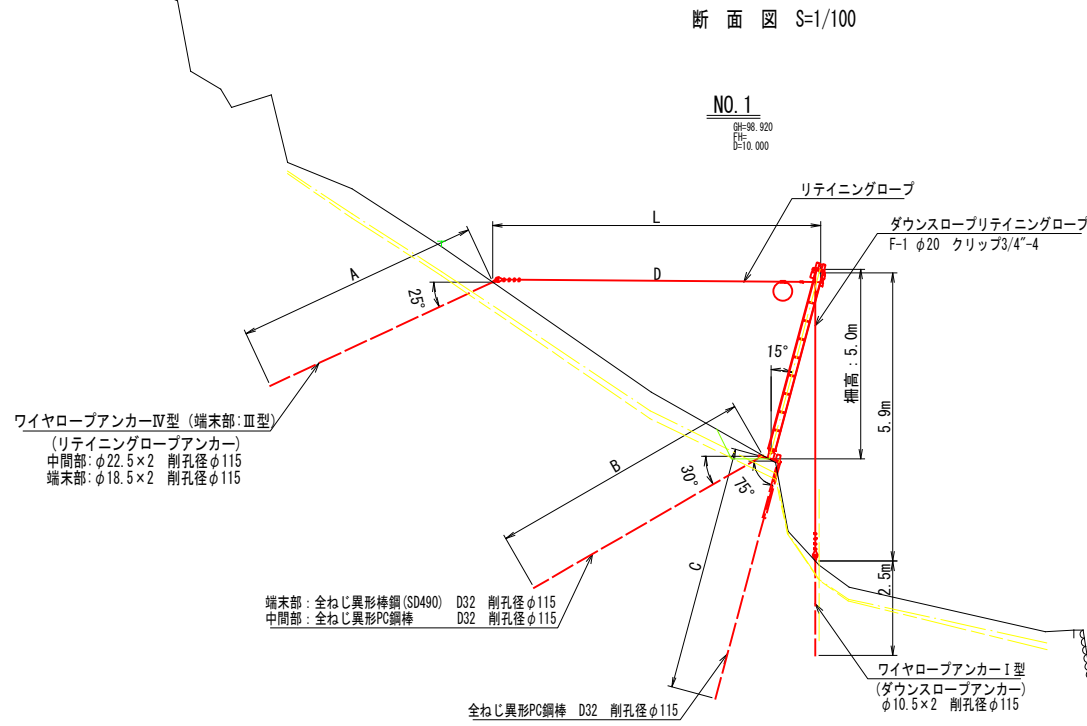 断 面 図 S=1/100
NO.1
GH=98.920
FH=
D=10.000
リテイニングロープ
ダウンスロープリテイニングロープ
F-1 φ20 クリップ3/4"-4
L
D
A
25°
15°
柵高:5.0m
5.9m
ワイヤロープアンカーⅣ型 (端末部:Ⅲ型)
(リテイニングロープアンカー)
中間部:φ22.5×2 削孔径φ115
端末部:φ18.5×2 削孔径φ115
B
30°
75°
C
2.5m
端末部:全ねじ異形棒鋼(SD490) D32 削孔径φ115
中間部:全ねじ異形PC鋼棒 D32 削孔径φ115
ワイヤロープアンカーⅠ型
(ダウンスロープアンカー)
φ10.5×2 削孔径φ115
全ねじ異形PC鋼棒 D32 削孔径φ115